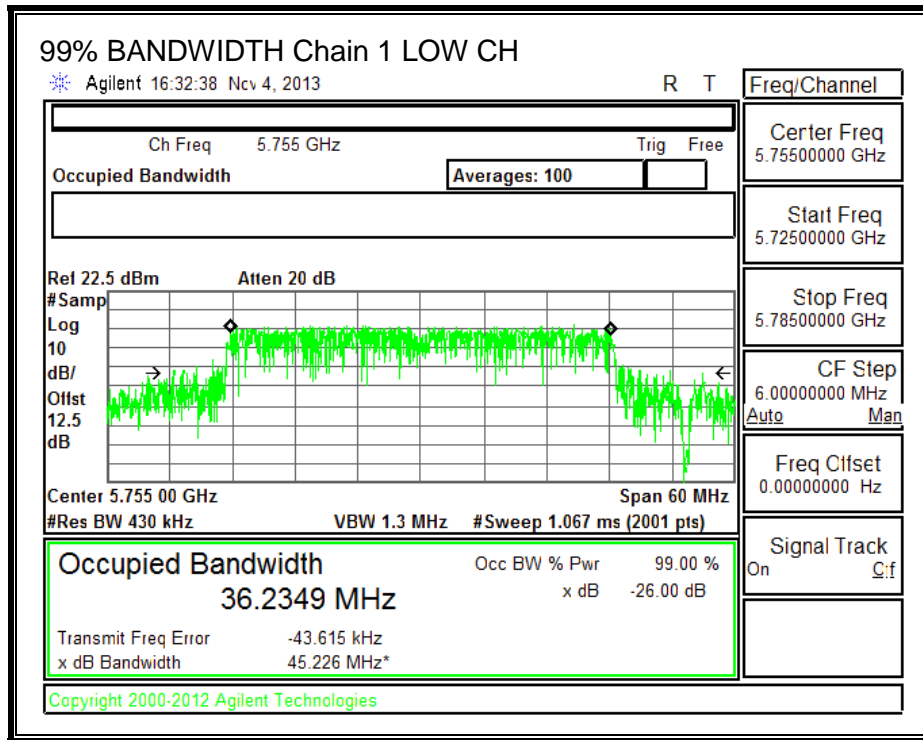 99% BANDWIDTH Chain 1 LOW CH
Agilent 16:32:38 Nov 4, 2013 R T
Ch Freq 5.755 GHz Trig Free
Occupied Bandwidth Averages: 100
Ref 22.5 dBm Atten 20 dB
#Samp
Log
10
dB/
Offst
12.5
dB
Center 5.755 00 GHz Span 60 MHz
#Res BW 430 kHz VBW 1.3 MHz #Sweep 1.067 ms (2001 pts)
Occupied Bandwidth Occ BW % Pwr 99.00 %
36.2349 MHz x dB -26.00 dB
Transmit Freq Error -43.615 kHz
x dB Bandwidth 45.226 MHz*
Copyright 2000-2012 Agilent Technologies
Freq/Channel
Center Freq
5.75500000 GHz
Start Freq
5.72500000 GHz
Stop Freq
5.78500000 GHz
CF Step
6.00000000 MHz
Auto Man
Freq Offset
0.00000000 Hz
Signal Track
On Off